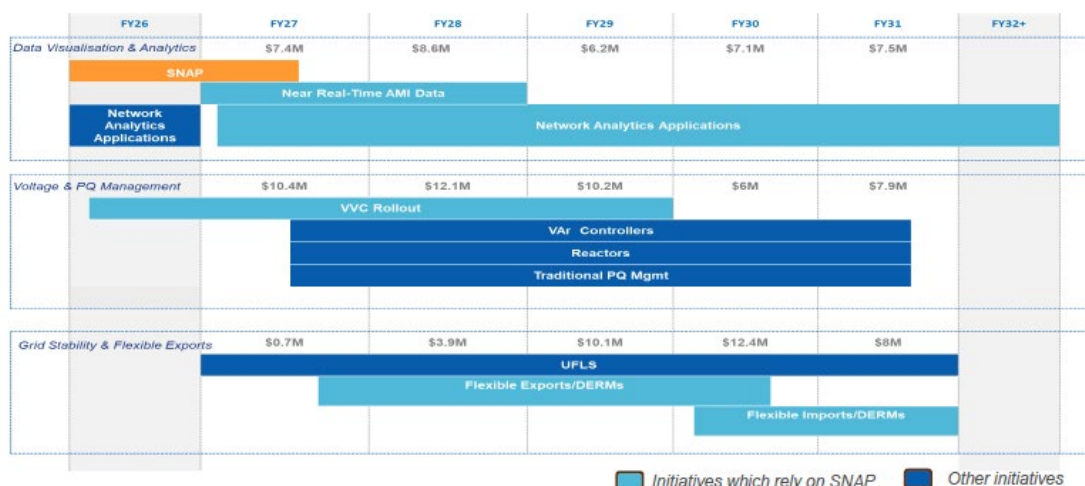 FY26 FY27 FY28 FY29 FY30 FY31 FY32+
Data Visualisation & Analytics $7.4M $8.6M $6.2M $7.1M $7.5M
SNAP
Near Real-Time AMI Data
Network
Analytics
Applications
Network Analytics Applications
Voltage & PQ Management $10.4M $12.1M $10.2M $6M $7.9M
VVC Rollout
VAr Controllers
Reactors
Traditional PQ Mgmt
Grid Stability & Flexible Exports $0.7M $3.9M $10.1M $12.4M $8M
UFLS
Flexible Exports/DERMs
Flexible Imports/DERMs
Initiatives which rely on SNAP Other initiatives